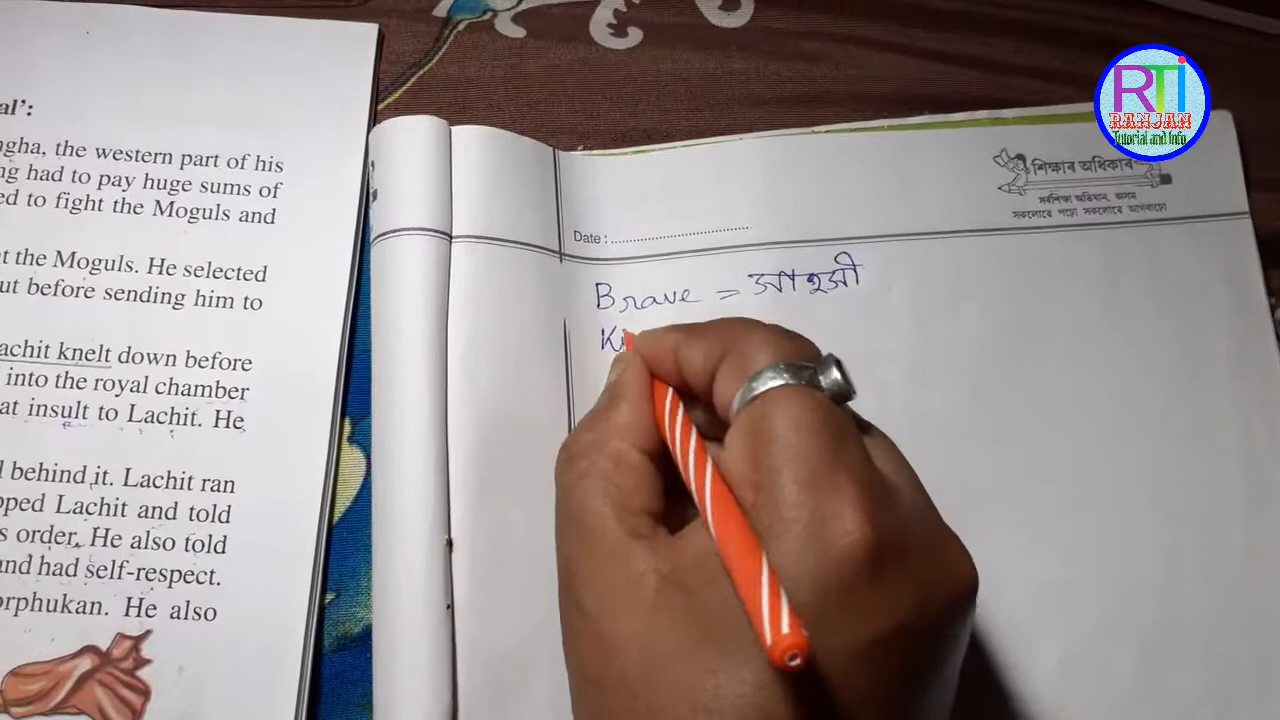 al’:
ngha, the western part of his
ng had to pay huge sums of
ed to fight the Moguls and
t the Moguls. He selected
ut before sending him to
achit knelt down before
into the royal chamber
at insult to Lachit. He
d behind it. Lachit ran
pped Lachit and told
s order. He also told
and had self-respect.
orphukan. He also
শিক্ষাৰ অধিকাৰ
সৰ্বশিক্ষা অভিযান, অসম
সকলোৱে পঢ়ো সকলোৱে আগবাঢ়ো
Date :
Brave = সাহসী
K
RTi
RANJAN
Tutorial and Info